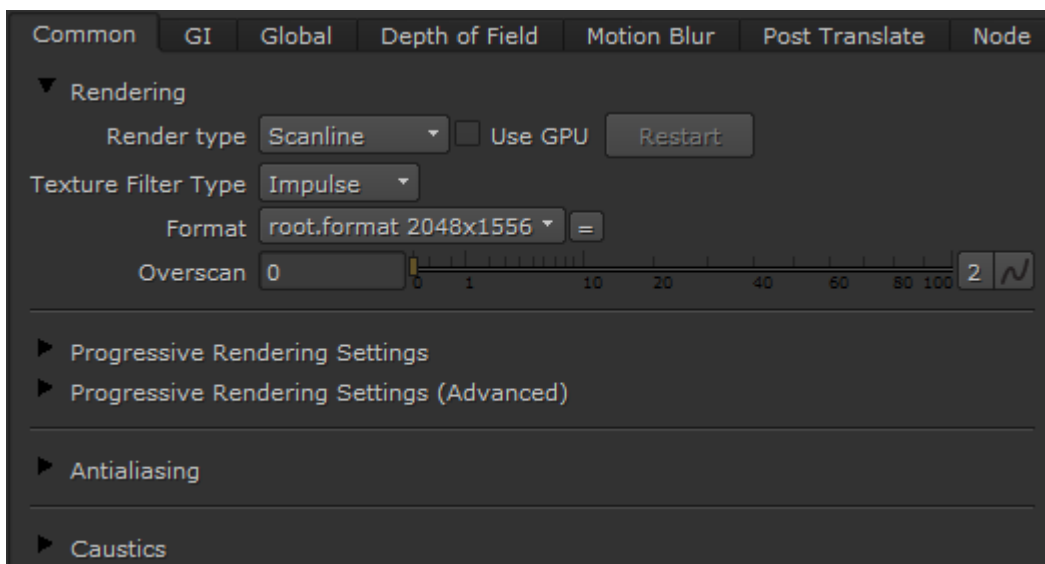 Common GI Global Depth of Field Motion Blur Post Translate Node
Rendering
Render type Scanline Use GPU Restart
Texture Filter Type Impulse
Format root.format 2048x1556 =
Overscan 0 0 1 10 20 40 60 80 100 2
Progressive Rendering Settings
Progressive Rendering Settings (Advanced)
Antialiasing
Caustics